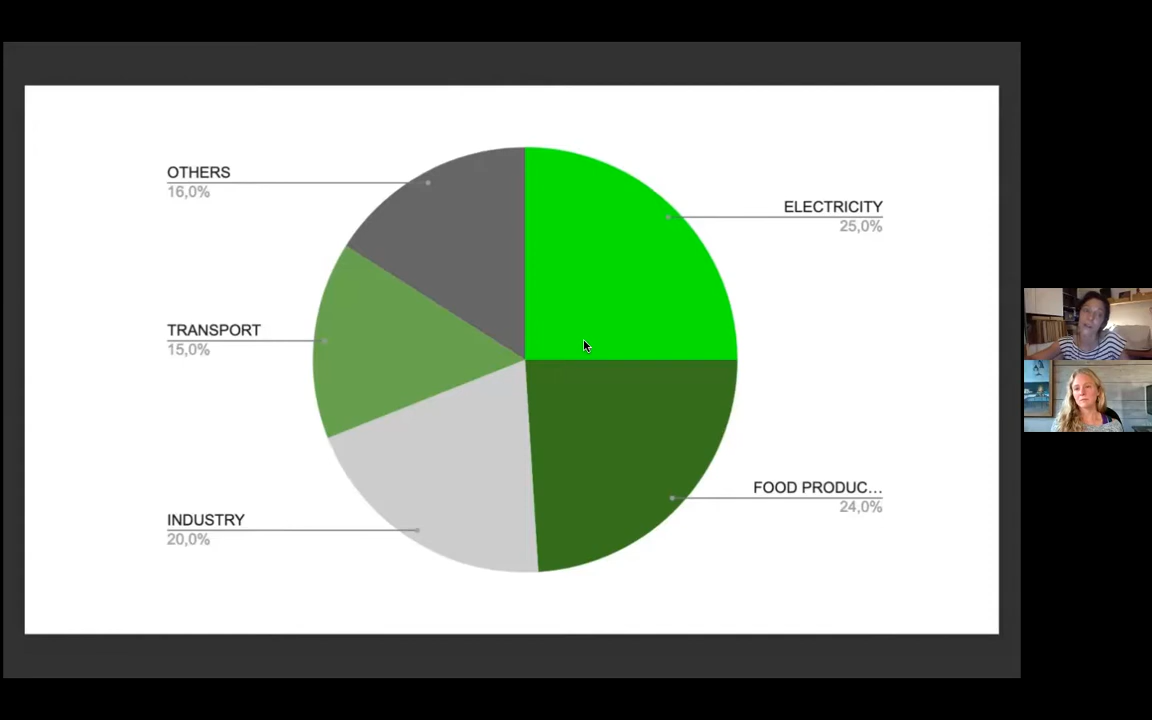 OTHERS
16,0%
ELECTRICITY
25,0%
TRANSPORT
15,0%
FOOD PRODUC...
24,0%
INDUSTRY
20,0%